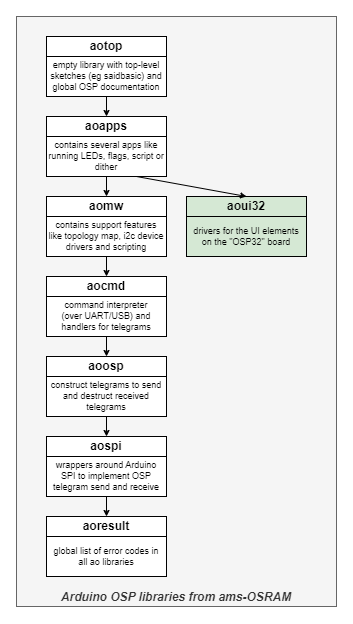 aotop
empty library with top-level
sketches (eg saidbasic) and
global OSP documentation
aoapps
contains several apps like
running LEDs, flags, script or
dither
aomw
contains support features
like topology map, i2c device
drivers and scripting
aoui32
drivers for the UI elements
on the "OSP32" board
aocmd
command interpreter
(over UART/USB) and
handlers for telegrams
aoosp
construct telegrams to send
and destruct received
telegrams
aospi
wrappers around Arduino
SPI to implement OSP
telegram send and receive
aoresult
global list of error codes in
all ao libraries
Arduino OSP libraries from ams-OSRAM